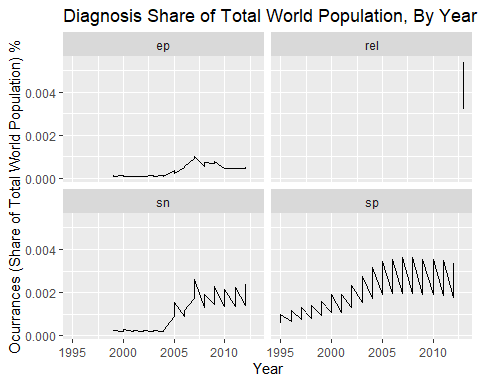 Diagnosis Share of Total World Population, By Year
Ocurrances (Share of Total World Population) %
ep
rel
0.004
0.002
0.000
sn
sp
0.004
0.002
0.000
1995 2000 2005 2010 1995 2000 2005 2010
Year